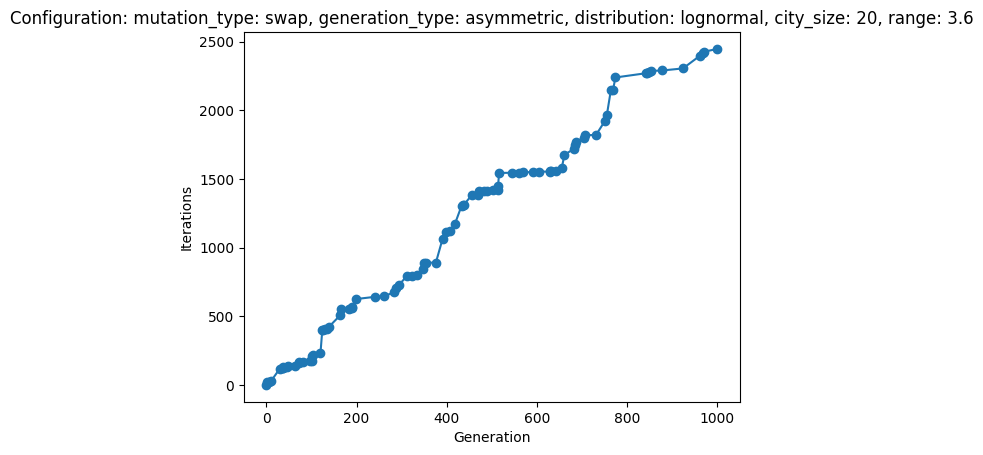 Configuration: mutation_type: swap, generation_type: asymmetric, distribution: lognormal, city_size: 20, range: 3.6
2500
2000
1500
1000
500
0
Iterations
0 200 400 600 800 1000
Generation